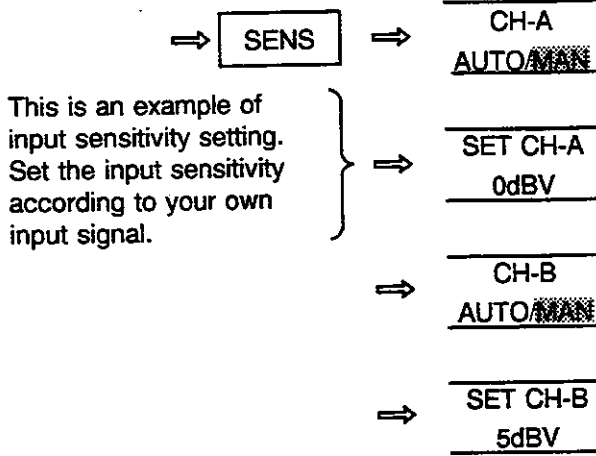 SENS
CH-A
AUTO/MAN
This is an example of
input sensitivity setting.
Set the input sensitivity
according to your own
input signal.
SET CH-A
0dBV
CH-B
AUTO/MAN
SET CH-B
5dBV